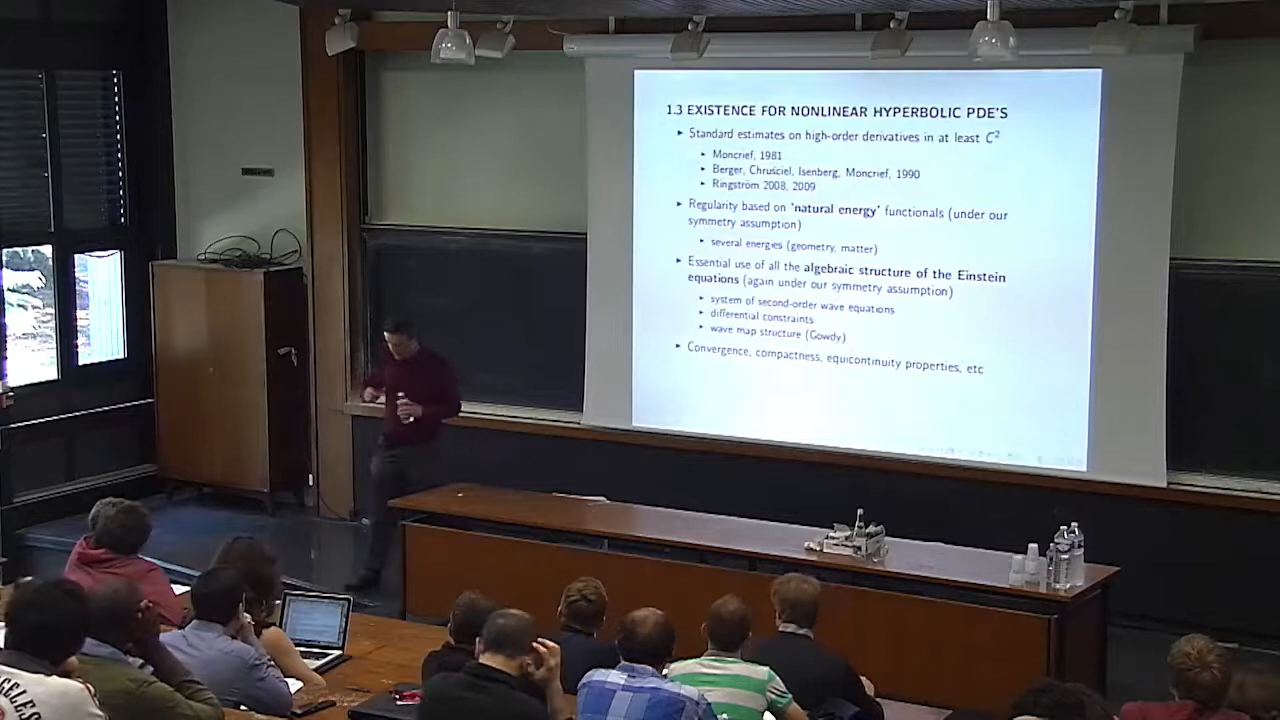 1.3 EXISTENCE FOR NONLINEAR HYPERBOLIC PDE'S
▸ Standard estimates on high-order derivatives in at least C²
▸ Moncrief, 1981
▸ Berger, Chruściel, Isenberg, Moncrief, 1990
▸ Ringström 2008, 2009
▸ Regularity based on 'natural energy' functionals (under our
symmetry assumption)
▸ several energies (geometry, matter)
▸ Essential use of all the algebraic structure of the Einstein
equations (again under our symmetry assumption)
▸ system of second-order wave equations
▸ differential constraints
▸ wave map structure (Gowdy)
▸ Convergence, compactness, equicontinuity properties, etc